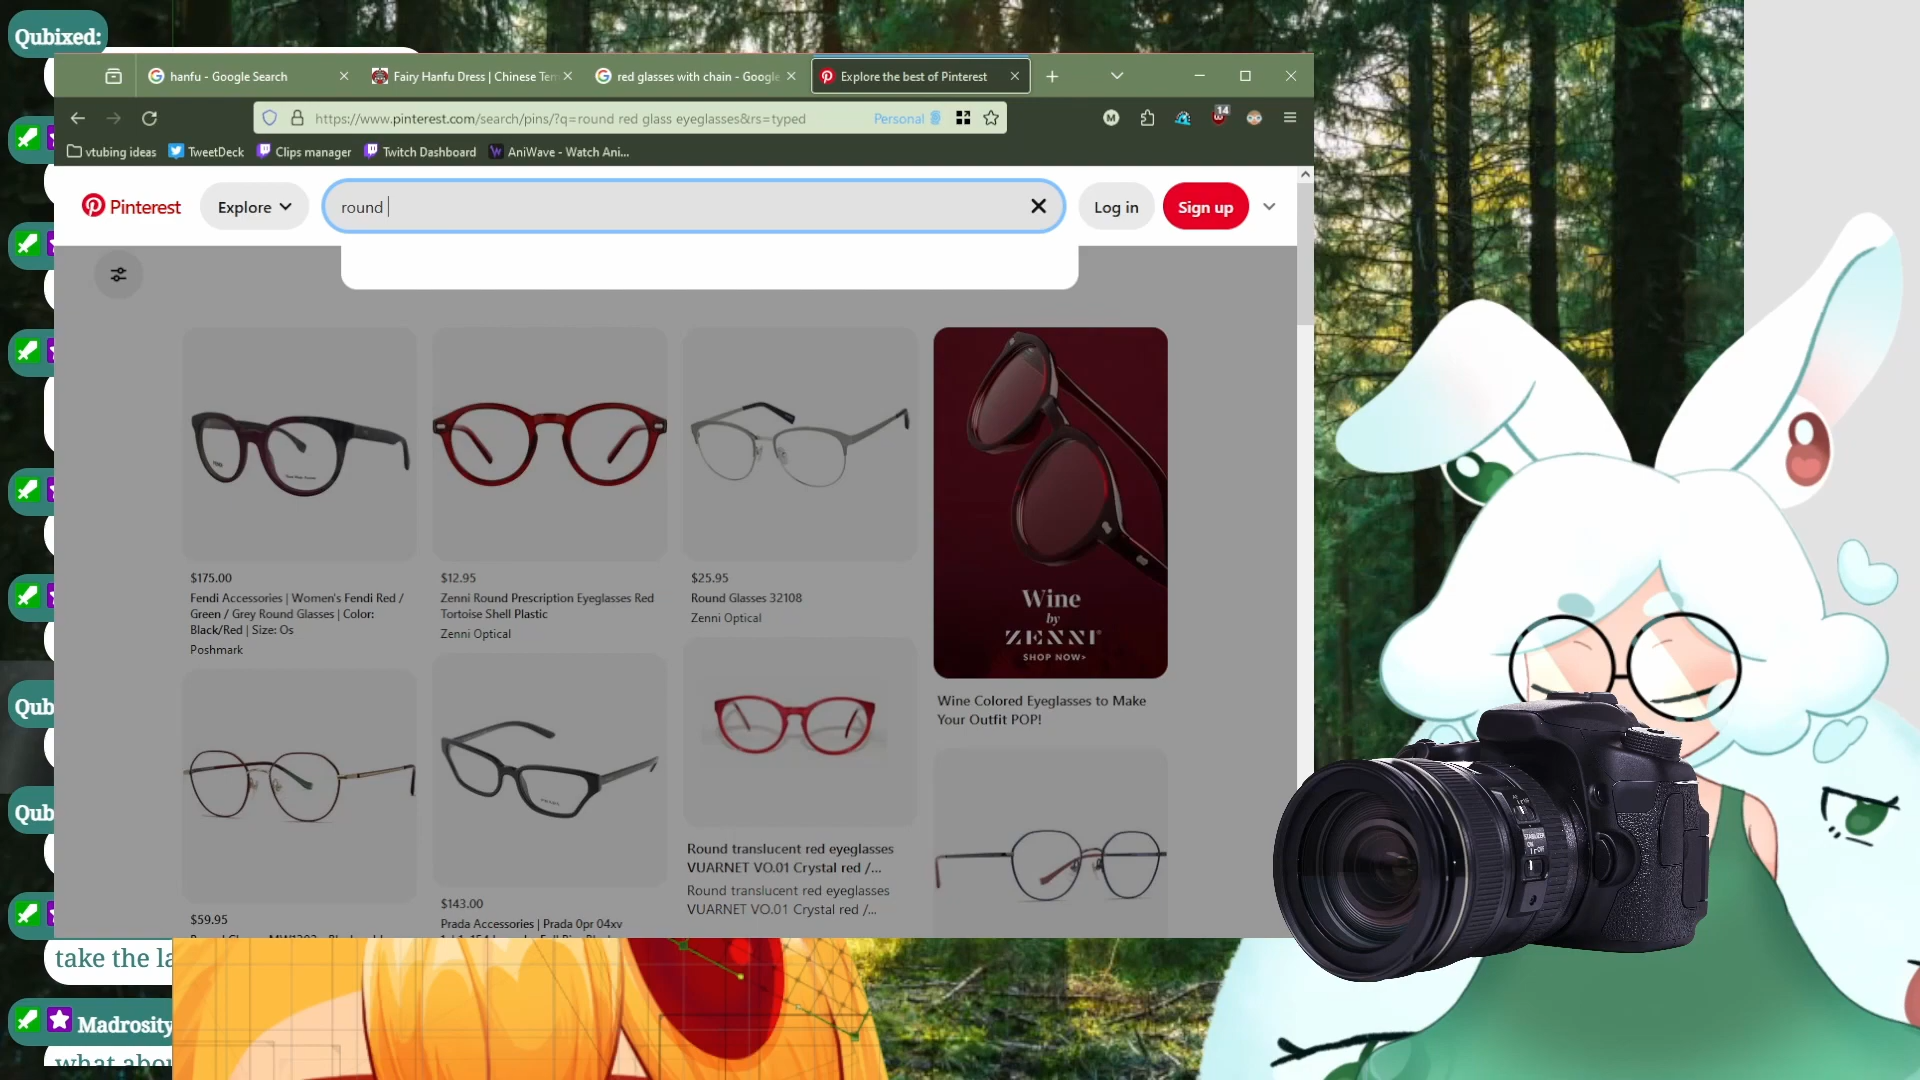 Qubixed:
hanfu - Google Search
Fairy Hanfu Dress | Chinese Tem
red glasses with chain - Google
Explore the best of Pinterest
https://www.pinterest.com/search/pins/?q=round red glass eyeglasses&rs=typed
Personal
14
vtubing ideas
TweetDeck
Clips manager
Twitch Dashboard
AniWave - Watch Ani...
Pinterest
Explore
round
Log in
Sign up
$175.00
Fendi Accessories | Women's Fendi Red /
Green / Grey Round Glasses | Color:
Black/Red | Size: Os
Poshmark
$12.95
Zenni Round Prescription Eyeglasses Red
Tortoise Shell Plastic
Zenni Optical
$25.95
Round Glasses 32108
Zenni Optical
Wine
by
ZENNI
SHOP NOW>
Wine Colored Eyeglasses to Make
Your Outfit POP!
Round translucent red eyeglasses
VUARNET VO.01 Crystal red /...
Round translucent red eyeglasses
VUARNET VO.01 Crystal red /...
$59.95
$143.00
Prada Accessories | Prada 0pr 04xv
Qub
Qub
take the la
Madrosity
what abou